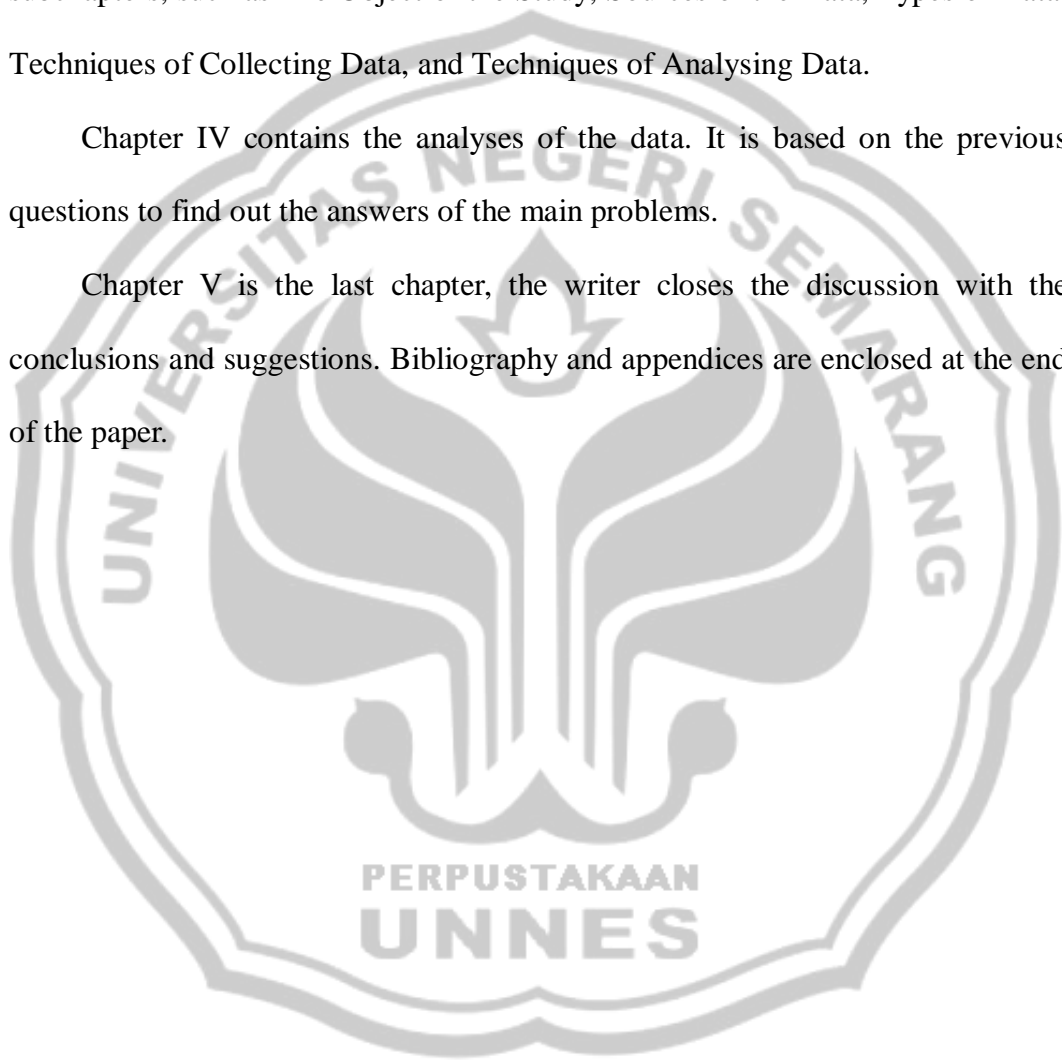 Techniques of Collecting Data, and Techniques of Analysing Data.
Chapter IV contains the analyses of the data. It is based on the previous
questions to find out the answers of the main problems.
Chapter V is the last chapter, the writer closes the discussion with the
conclusions and suggestions. Bibliography and appendices are enclosed at the end
of the paper.
UNIVERSITAS NEGERI SEMARANG
PERPUSTAKAAN
UNNES